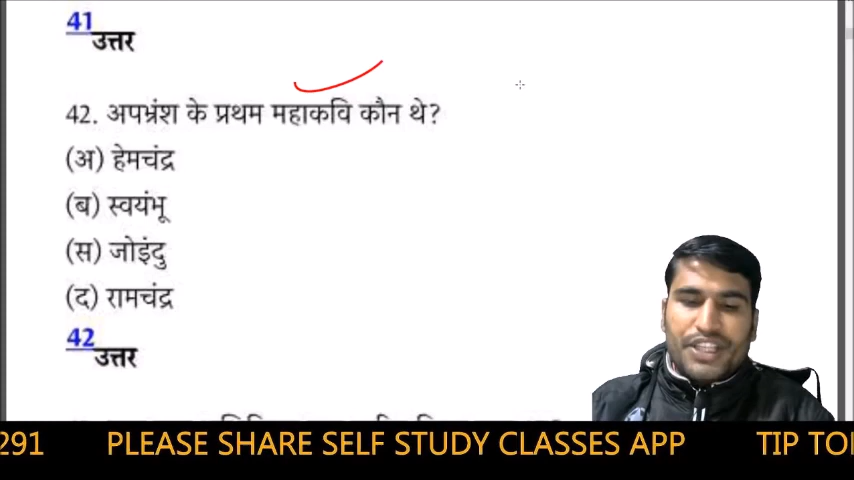 41
उत्तर
42. अपभ्रंश के प्रथम महाकवि कौन थे?
(अ) हेमचंद्र
(ब) स्वयंभू
(स) जोइंदु
(द) रामचंद्र
42
उत्तर
291 PLEASE SHARE SELF STUDY CLASSES APP TIP TO